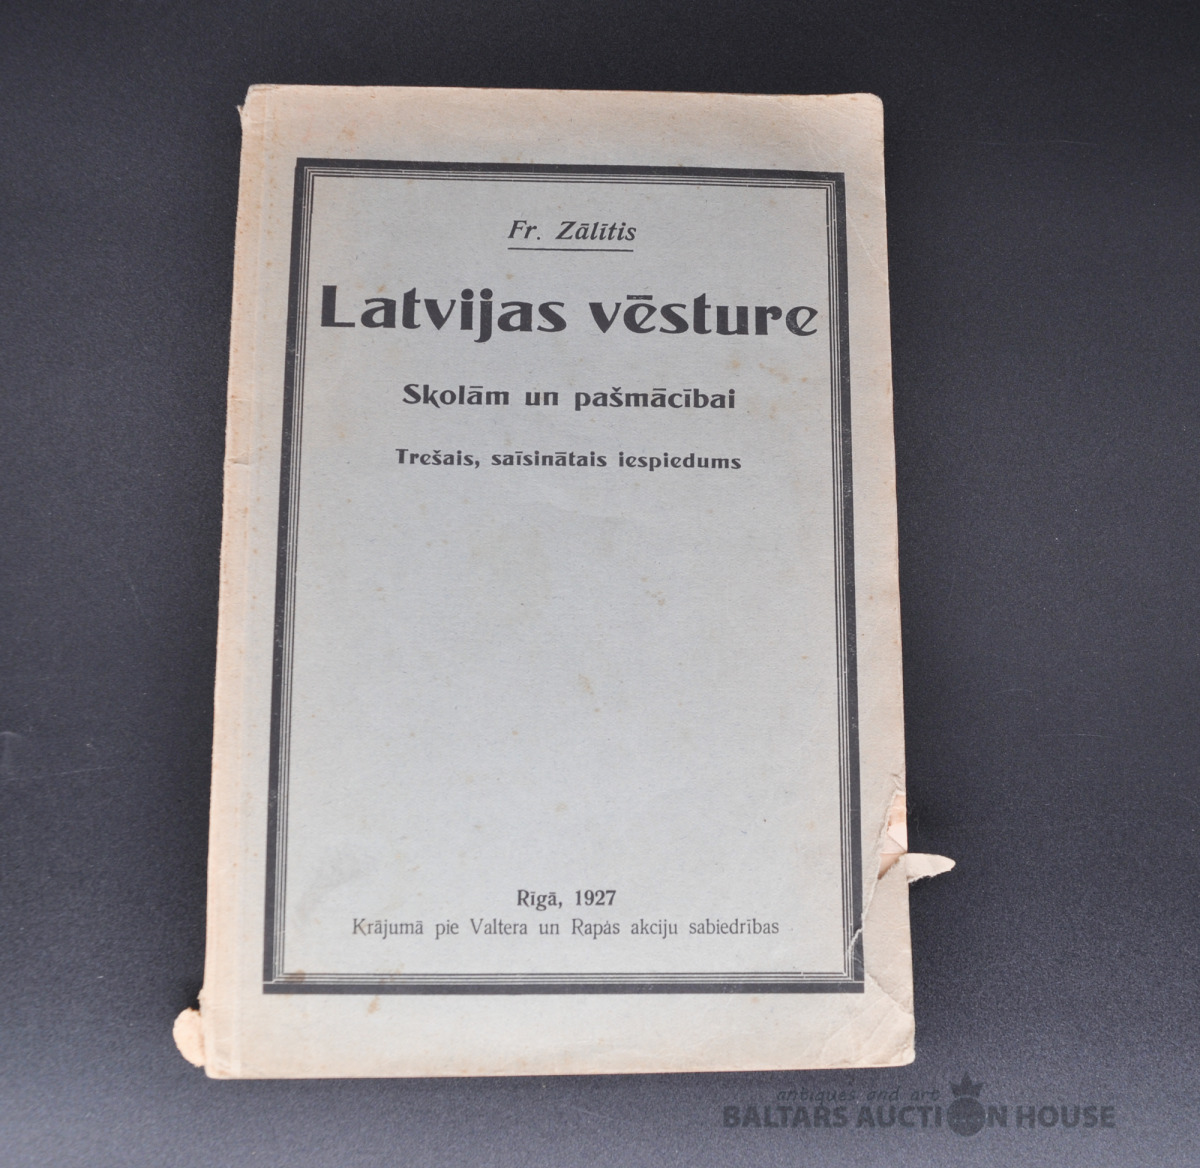 Fr. Zālītis
Latvijas vēsture
Skolām un pašmācībai
Trešais, saīsinātais iespiedums
Rīgā, 1927
Krājumā pie Valtera un Rapas akciju sabiedrības
antiques and art
BALTARS AUCTION HOUSE